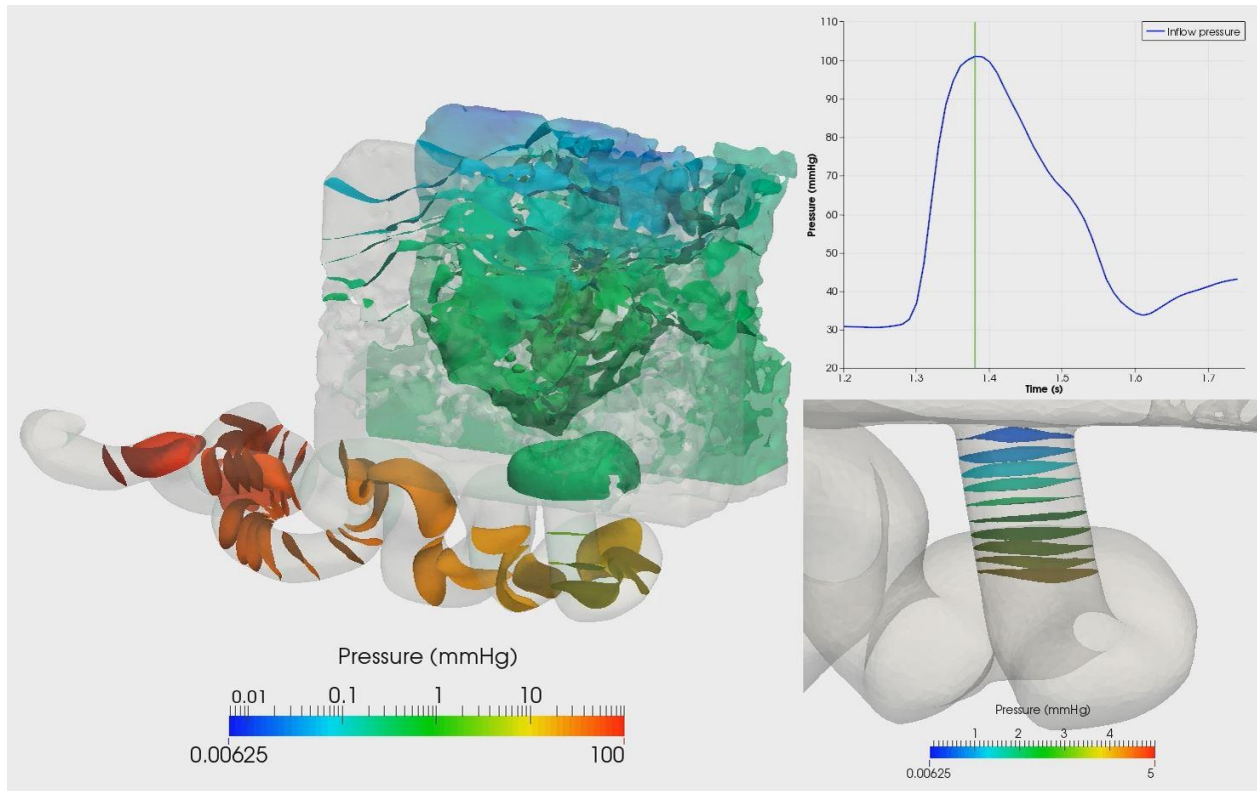 110
Inflow pressure
100
90
80
70
60
50
40
30
20
Pressure (mmHg)
1.2 1.3 1.4 1.5 1.6 1.7
Time (s)
Pressure (mmHg)
0.01 0.1 1 10
0.00625 100
Pressure (mmHg)
1 2 3 4
0.00625 5